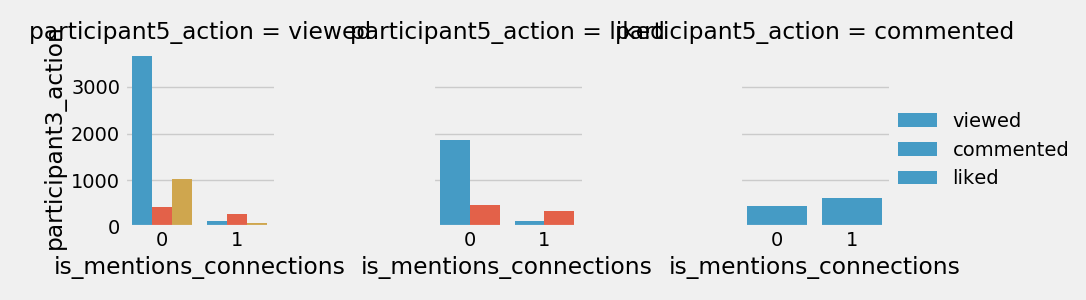 participant5_action = viewed
participant5_action = liked
participant5_action = commented
participant3_action
3000
2000
1000
0
0 1
0 1
0 1
is_mentions_connections
is_mentions_connections
is_mentions_connections
viewed
commented
liked